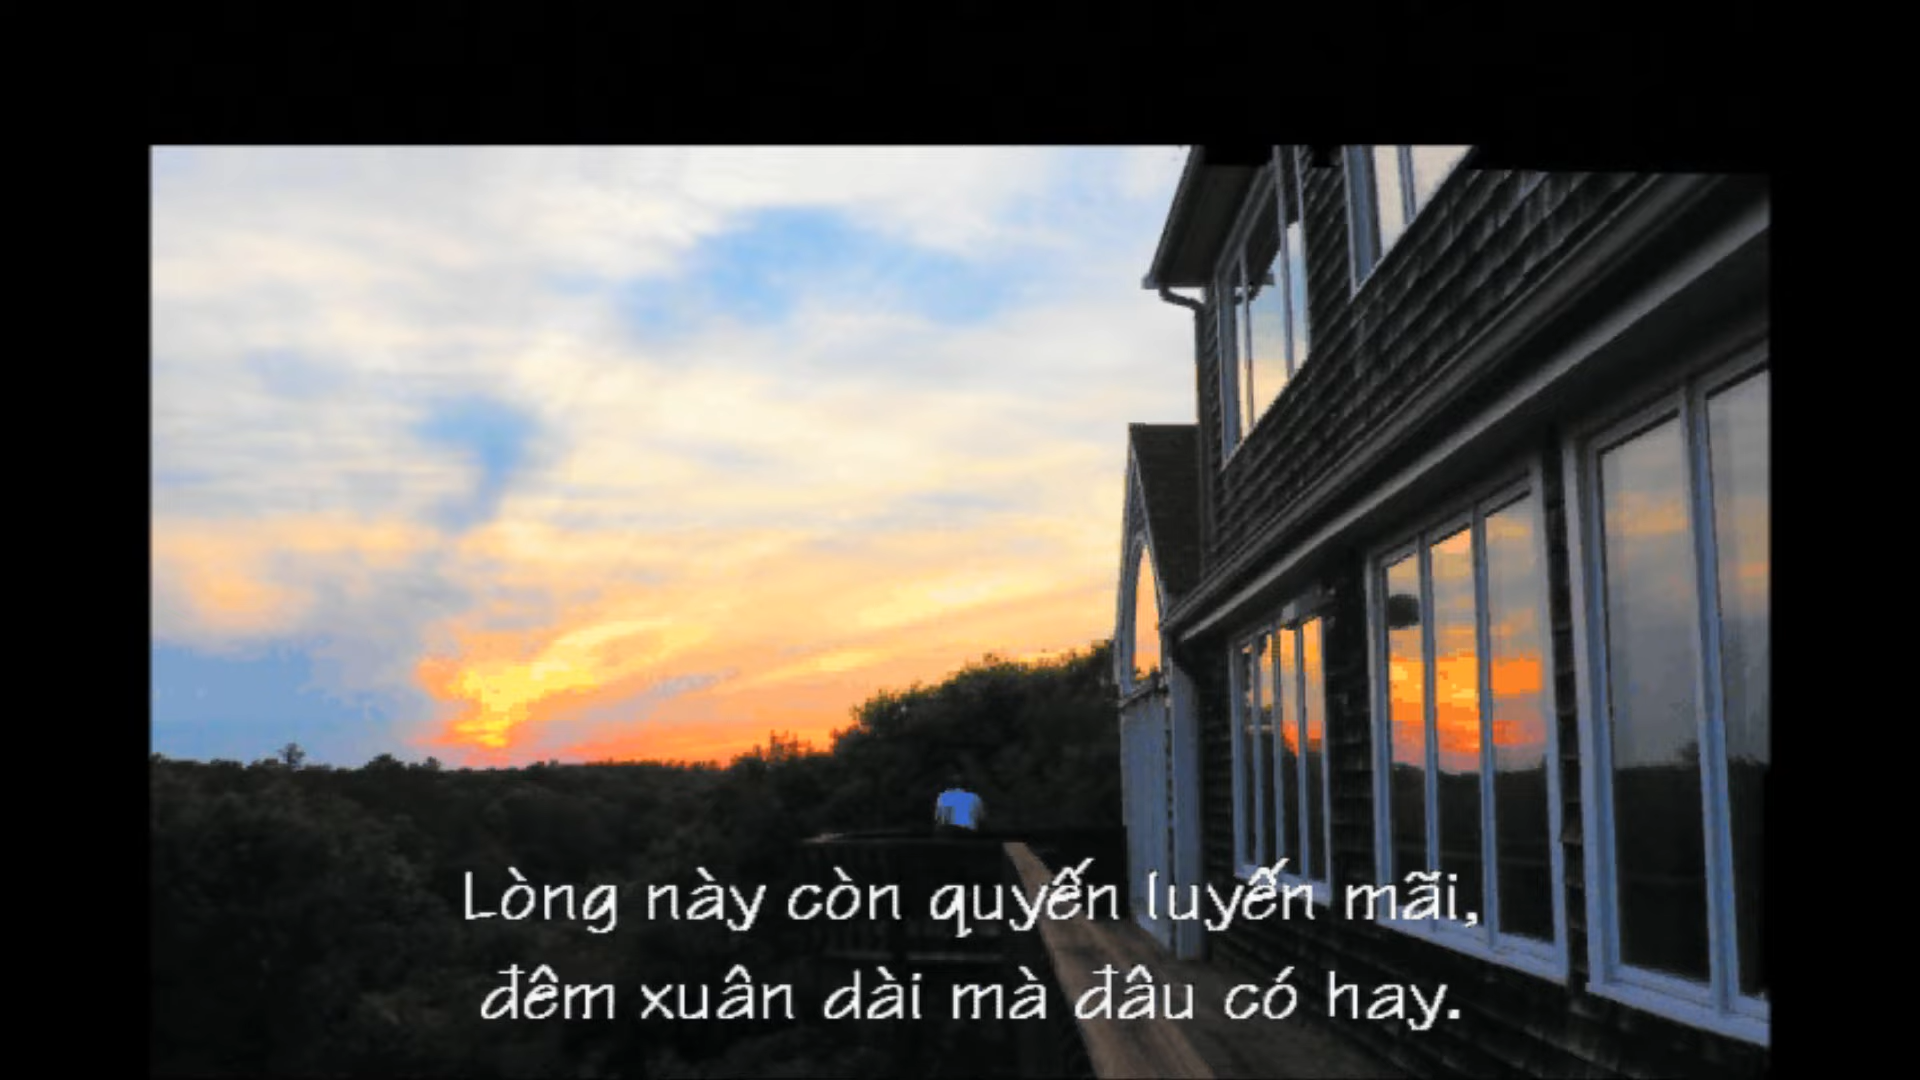 Lòng này còn quyến luyến mãi,
đêm xuân dài mà đâu có hay.